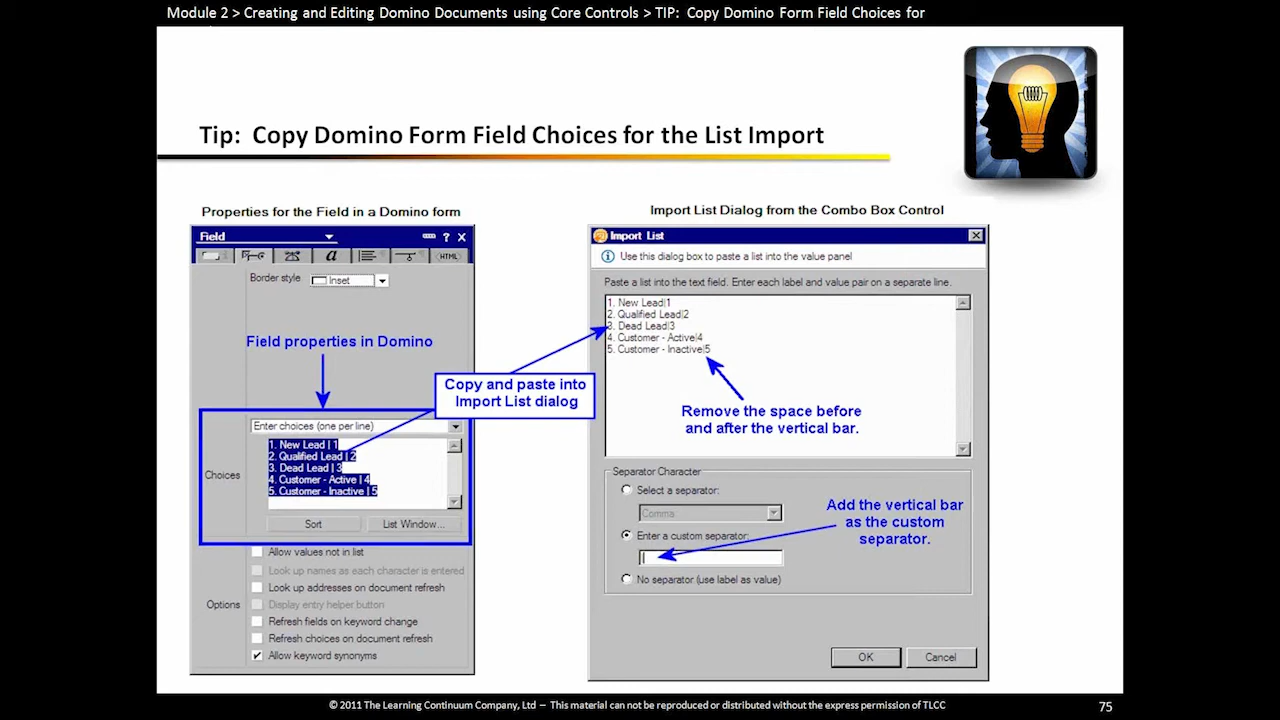 Module 2 > Creating and Editing Domino Documents using Core Controls > TIP: Copy Domino Form Field Choices for
Tip: Copy Domino Form Field Choices for the List Import
Properties for the Field in a Domino form
Field
? X
a
HTML
Border style
Inset
Field properties in Domino
Enter choices (one per line)
Choices
1. New Lead | 1
2. Qualified Lead | 2
3. Dead Lead | 3
4. Customer - Active | 4
5. Customer - Inactive | 5
Sort
List Window...
Allow values not in list
Look up names as each character is entered
Look up addresses on document refresh
Options
Display entry helper button
Refresh fields on keyword change
Refresh choices on document refresh
Allow keyword synonyms
Copy and paste into
Import List dialog
Import List Dialog from the Combo Box Control
Import List
Use this dialog box to paste a list into the value panel
Paste a list into the text field. Enter each label and value pair on a separate line.
1. New Lead|1
2. Qualified Lead|2
3. Dead Lead|3
4. Customer - Active|4
5. Customer - Inactive|5
Remove the space before
and after the vertical bar.
Separator Character
Select a separator:
Comma
Enter a custom separator:
|
No separator (use label as value)
Add the vertical bar
as the custom
separator.
OK
Cancel
© 2011 The Learning Continuum Company, Ltd – This material can not be reproduced or distributed without the express permission of TLCC
75